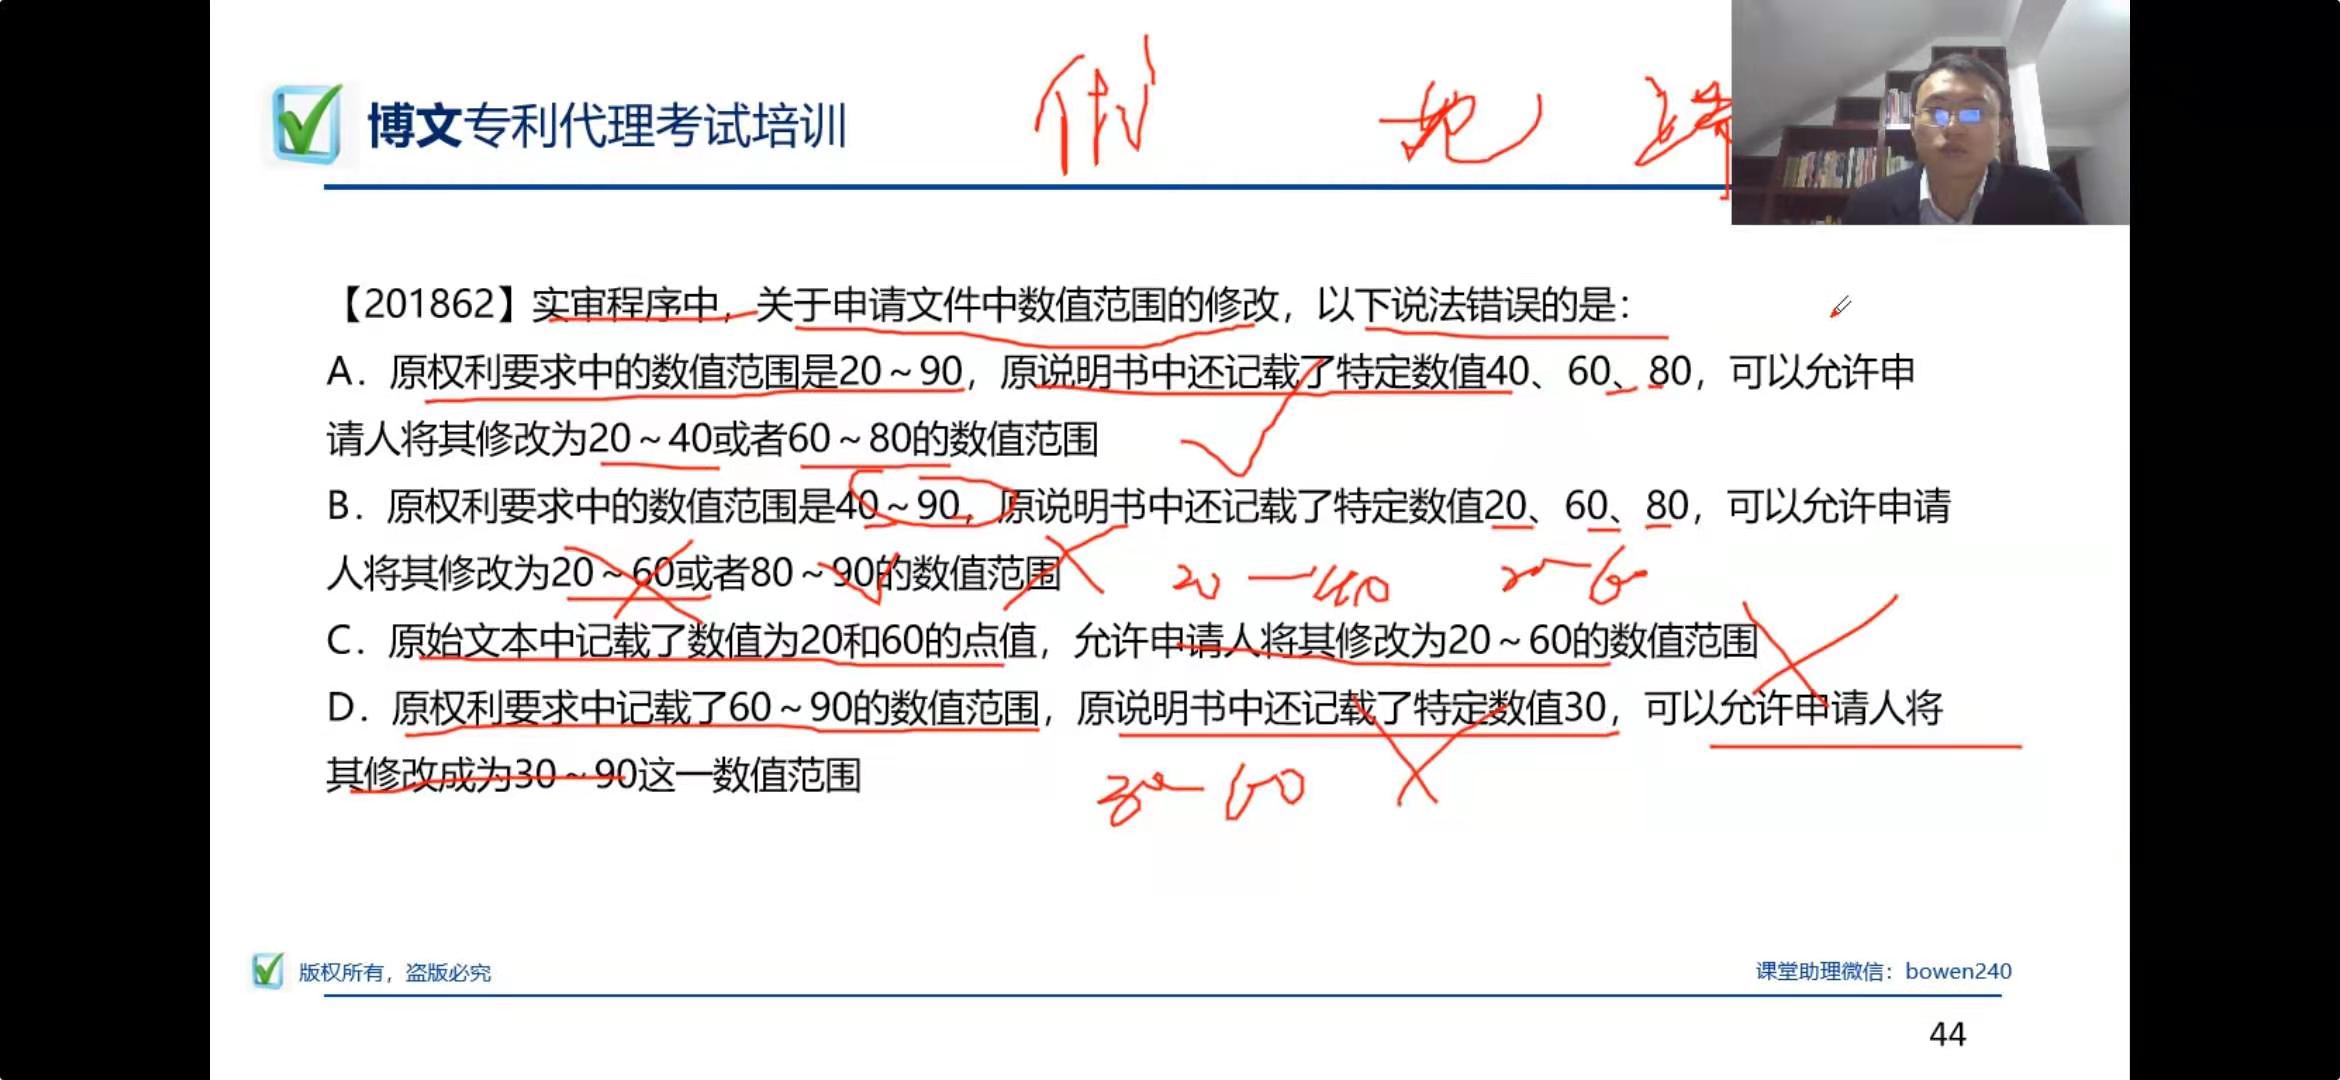 博文专利代理考试培训
【201862】实审程序中，关于申请文件中数值范围的修改，以下说法错误的是：
A．原权利要求中的数值范围是20～90，原说明书中还记载了特定数值40、60、80，可以允许申
请人将其修改为20～40或者60～80的数值范围
B．原权利要求中的数值范围是40～90，原说明书中还记载了特定数值20、60、80，可以允许申请
人将其修改为20～60或者80～90的数值范围
20—40
20—60
C．原始文本中记载了数值为20和60的点值，允许申请人将其修改为20～60的数值范围
D．原权利要求中记载了60～90的数值范围，原说明书中还记载了特定数值30，可以允许申请人将
其修改成为30～90这一数值范围
30—60
版权所有，盗版必究
课堂助理微信：bowen240
44